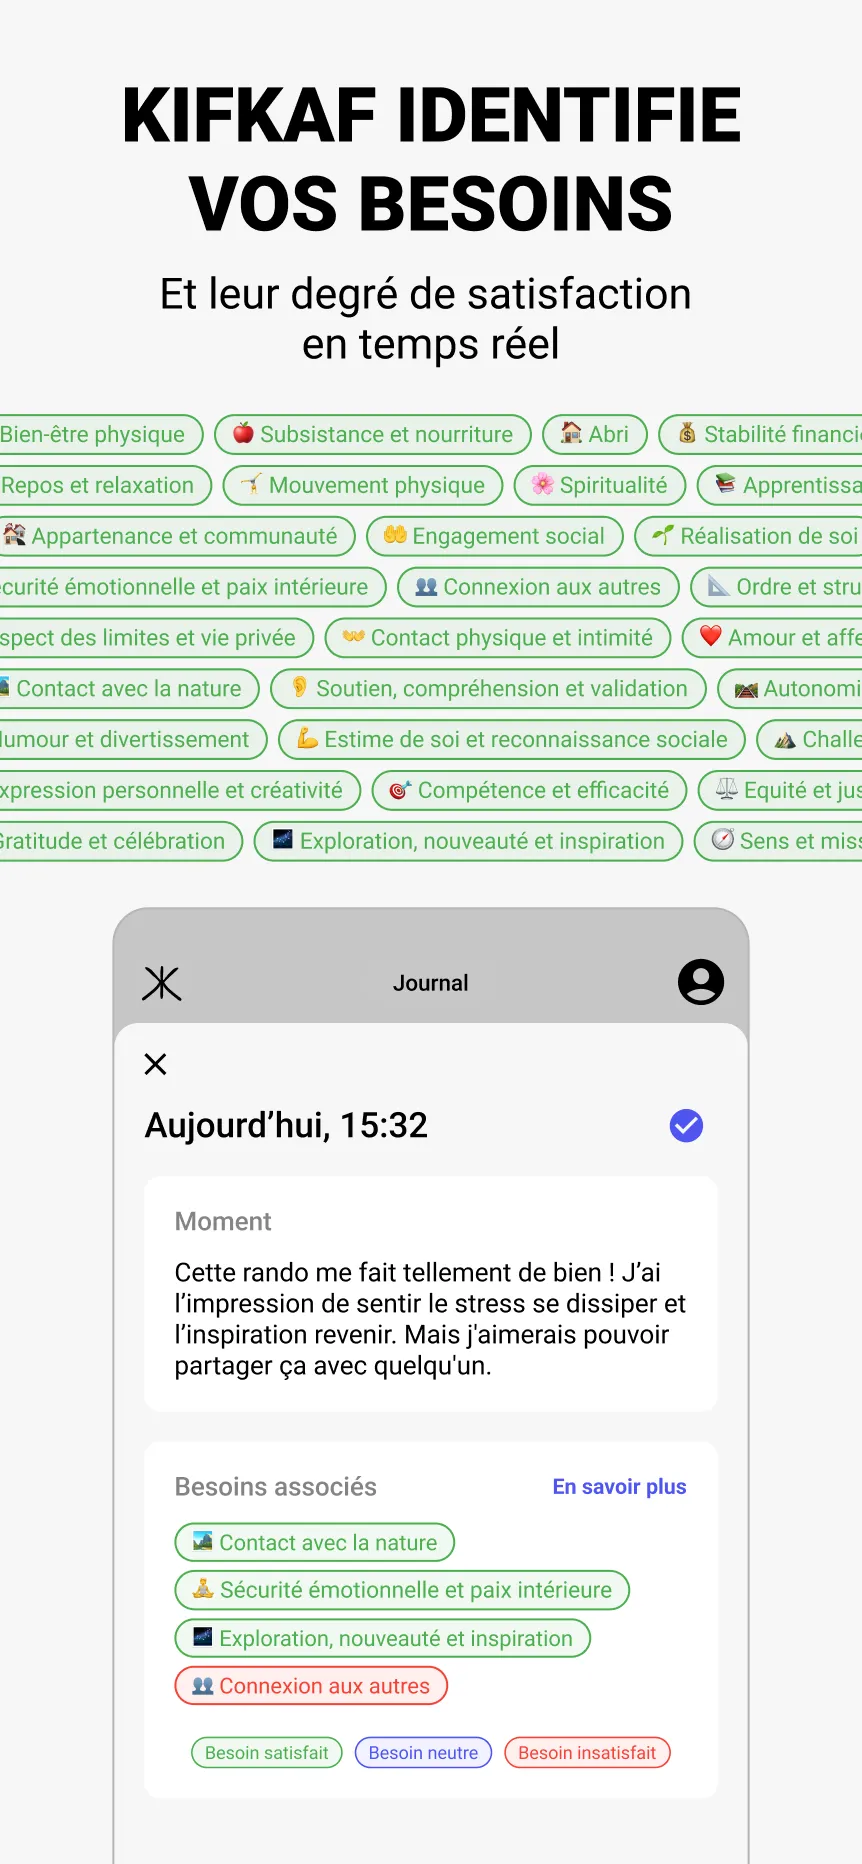 KIFKAF IDENTIFIE
VOS BESOINS
Et leur degré de satisfaction
en temps réel
Bien-être physique Subsistance et nourriture Abri Stabilité financi
Repos et relaxation Mouvement physique Spiritualité Apprentissa
Appartenance et communauté Engagement social Réalisation de soi
curité émotionnelle et paix intérieure Connexion aux autres Ordre et stru
spect des limites et vie privée Contact physique et intimité Amour et affe
Contact avec la nature Soutien, compréhension et validation Autonomi
umour et divertissement Estime de soi et reconnaissance sociale Challe
xpression personnelle et créativité Compétence et efficacité Equité et jus
Gratitude et célébration Exploration, nouveauté et inspiration Sens et miss
Journal
Aujourd’hui, 15:32
Moment
Cette rando me fait tellement de bien ! J’ai
l’impression de sentir le stress se dissiper et
l’inspiration revenir. Mais j'aimerais pouvoir
partager ça avec quelqu'un.
Besoins associés En savoir plus
Contact avec la nature
Sécurité émotionnelle et paix intérieure
Exploration, nouveauté et inspiration
Connexion aux autres
Besoin satisfait Besoin neutre Besoin insatisfait